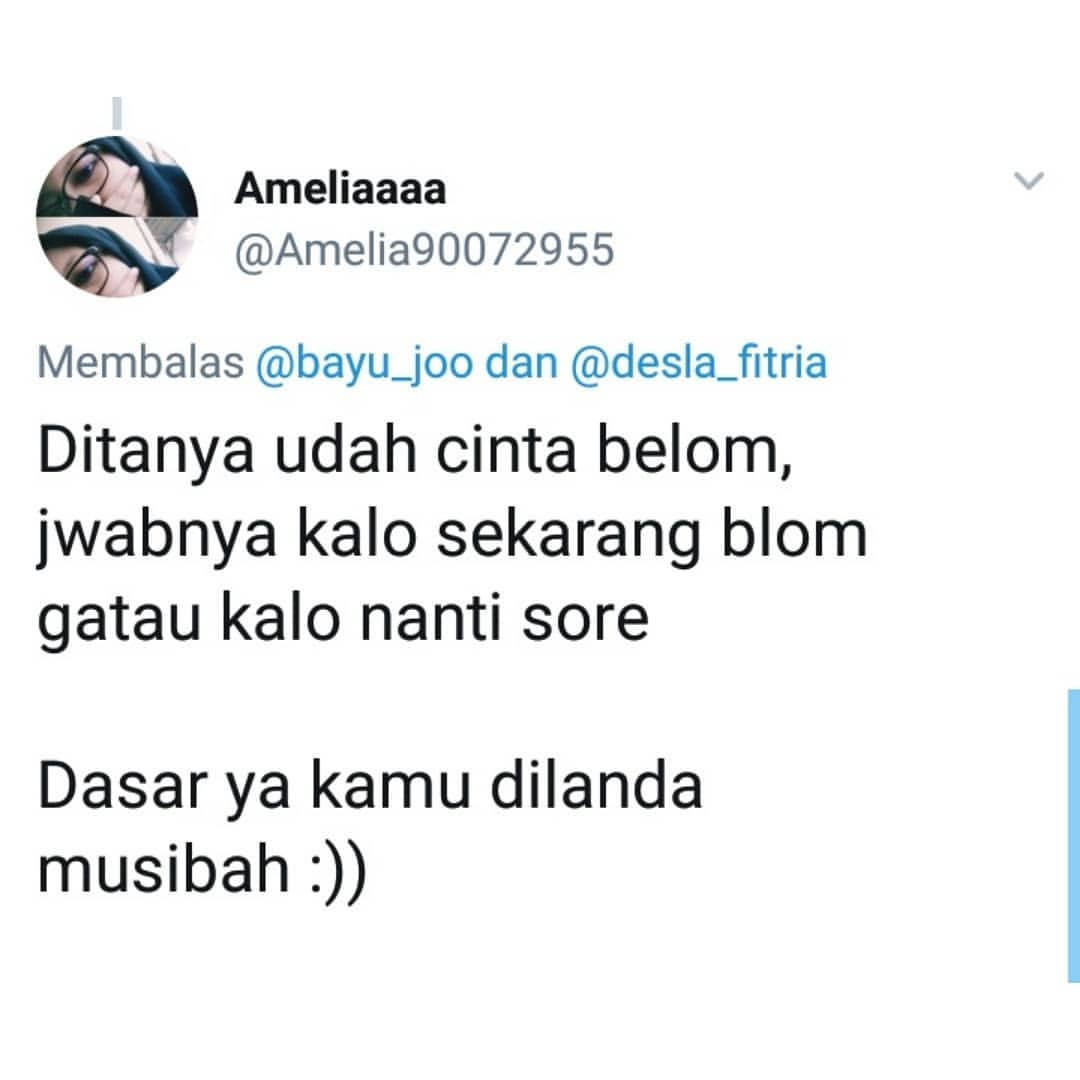 Ameliaaaa
@Amelia90072955
Membalas @bayu_joo dan @desla_fitria
Ditanya udah cinta belom,
jwabnya kalo sekarang blom
gatau kalo nanti sore
Dasar ya kamu dilanda
musibah :))